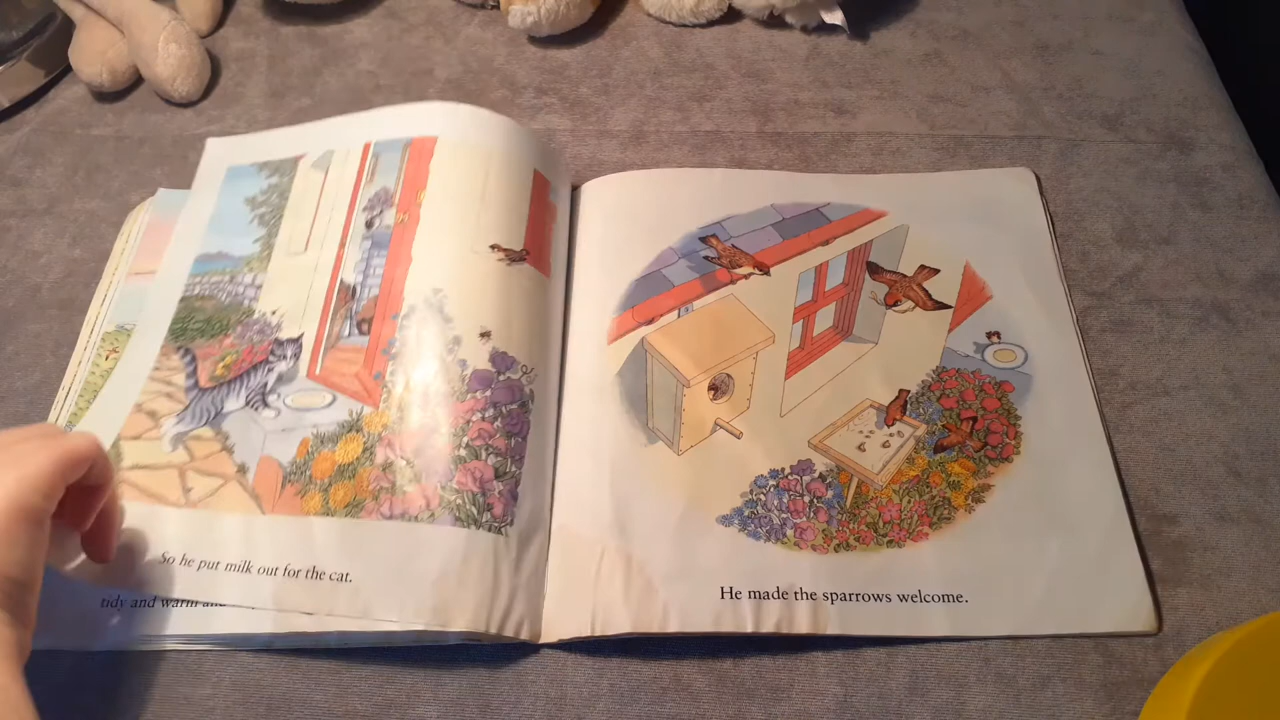 So he put milk out for the cat.
tidy and warm
He made the sparrows welcome.